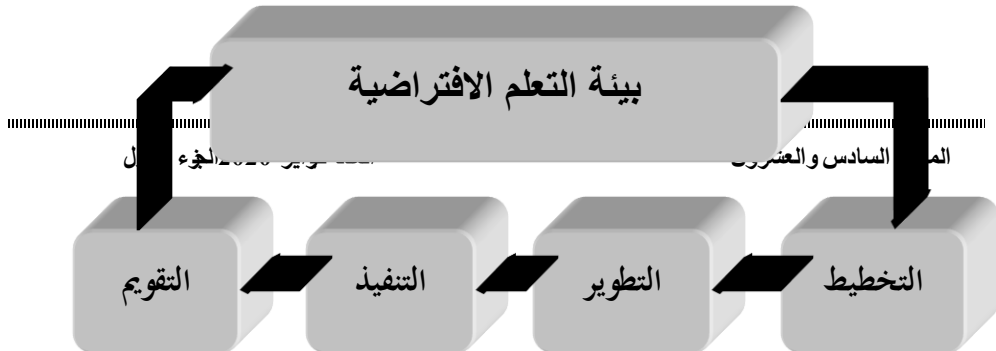 بيئة التعلم الافتراضية
السادس والعشرون
التخطيط
التطوير
التنفيذ
التقويم